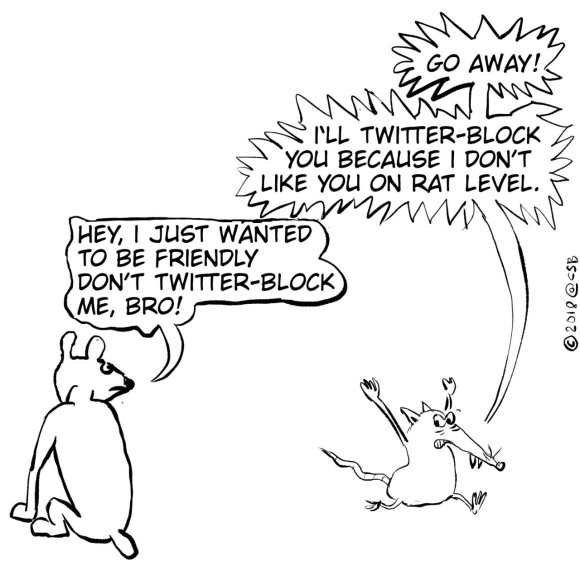 GO AWAY!
I'LL TWITTER-BLOCK
YOU BECAUSE I DON'T
LIKE YOU ON RAT LEVEL.
HEY, I JUST WANTED
TO BE FRIENDLY
DON'T TWITTER-BLOCK
ME, BRO!
©2018@CSB